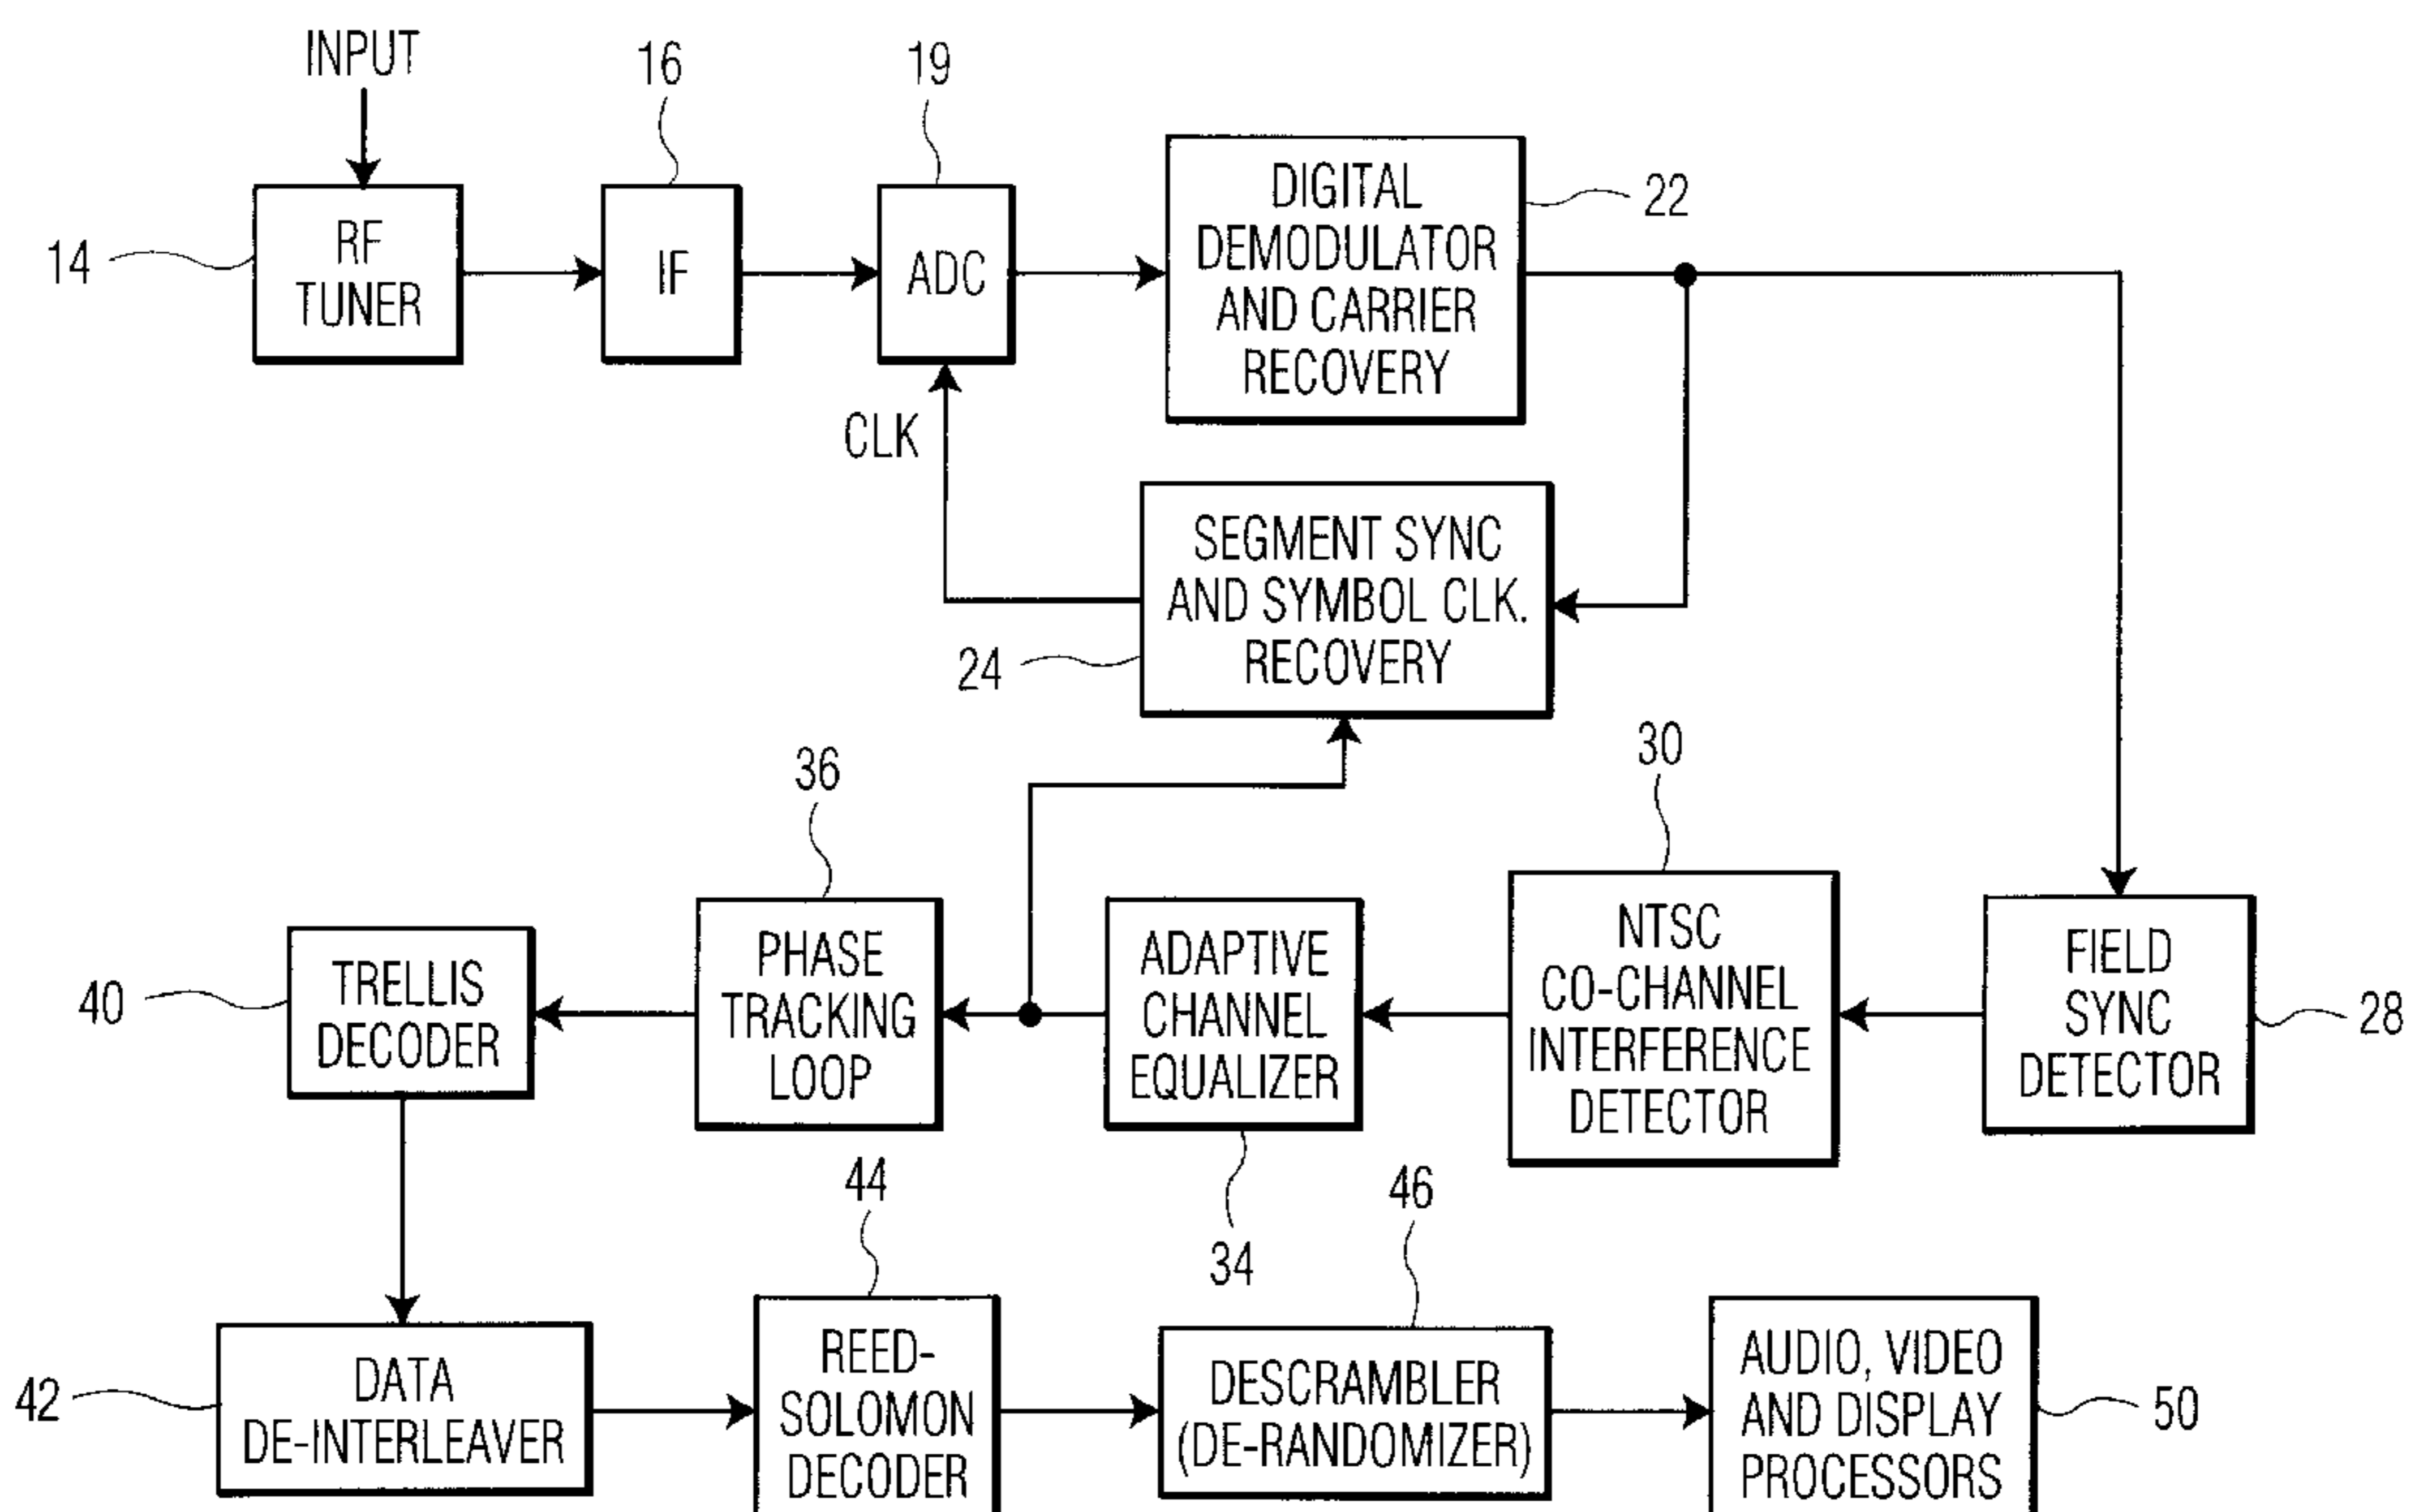 INPUT
16
19
14
RF
TUNER
IF
ADC
DIGITAL
DEMODULATOR
AND CARRIER
RECOVERY
22
CLK
SEGMENT SYNC
AND SYMBOL CLK.
RECOVERY
24
36
30
40
TRELLIS
DECODER
PHASE
TRACKING
LOOP
ADAPTIVE
CHANNEL
EQUALIZER
NTSC
CO-CHANNEL
INTERFERENCE
DETECTOR
FIELD
SYNC
DETECTOR
28
44
34
46
42
DATA
DE-INTERLEAVER
REED-
SOLOMON
DECODER
DESCRAMBLER
(DE-RANDOMIZER)
AUDIO, VIDEO
AND DISPLAY
PROCESSORS
50